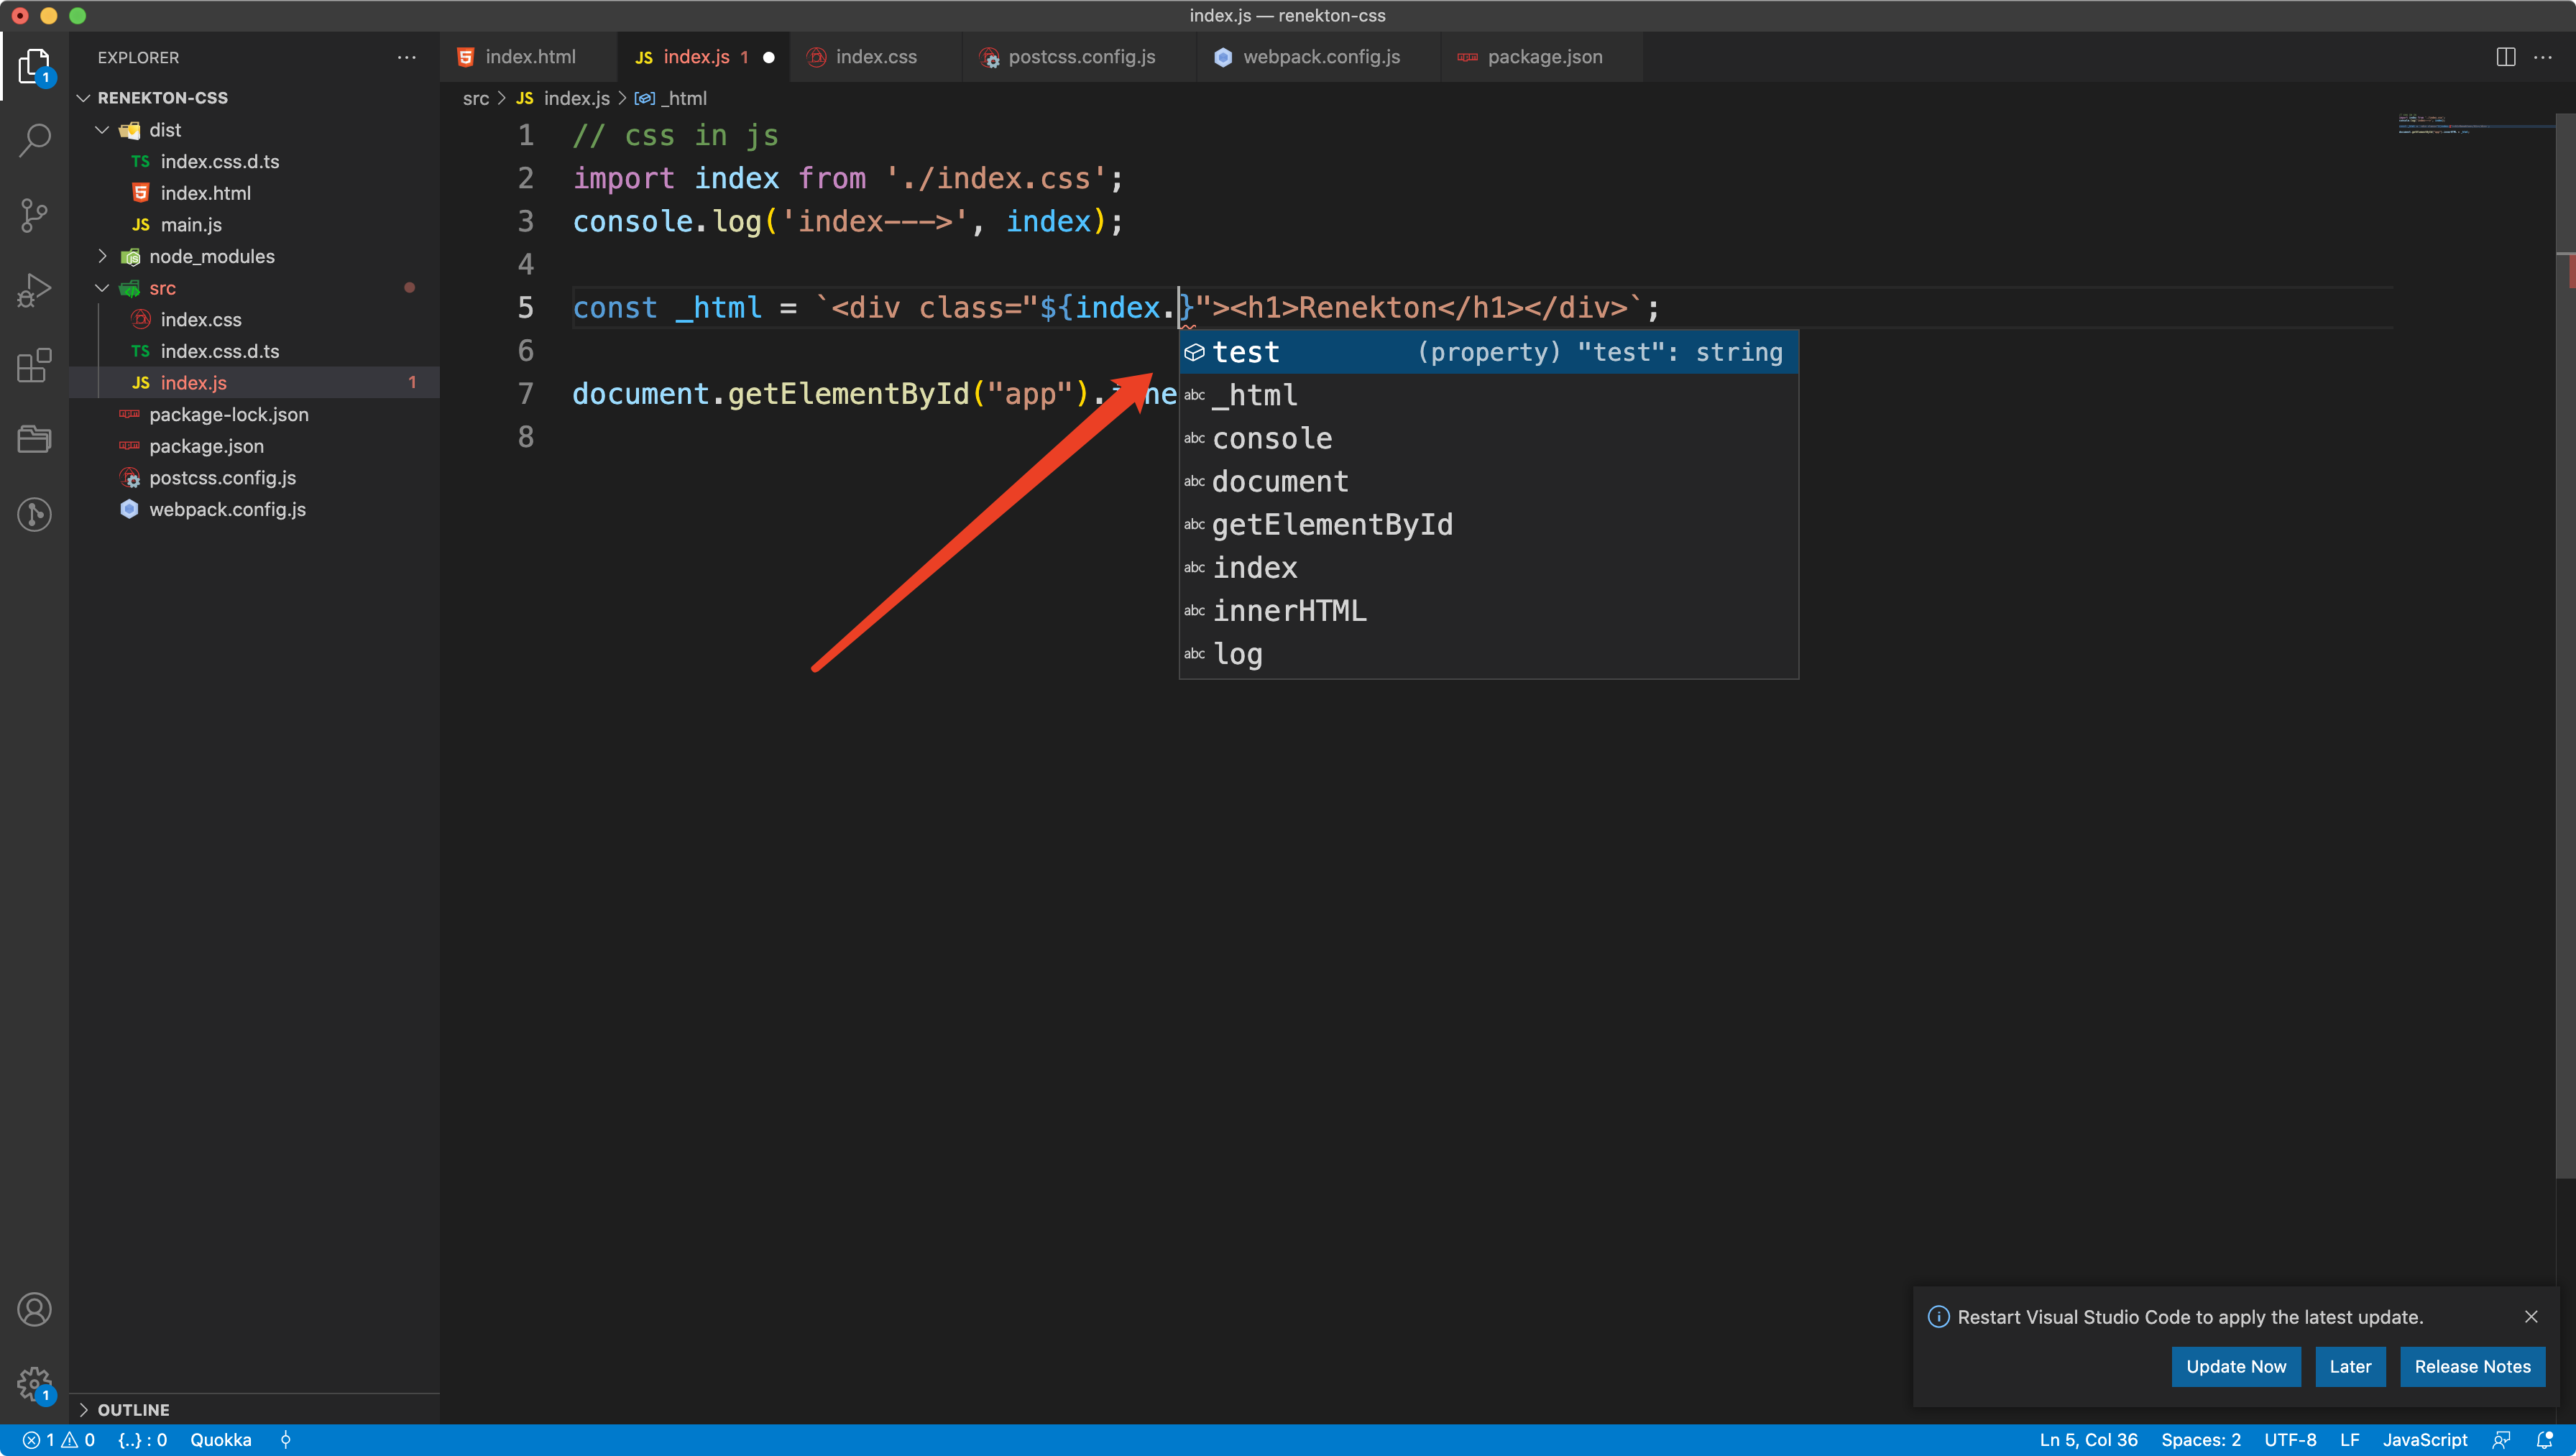 index.js — renekton-css
EXPLORER
RENEKTON-CSS
dist
TS index.css.d.ts
index.html
JS main.js
node_modules
src
index.css
TS index.css.d.ts
JS index.js 1
package-lock.json
package.json
postcss.config.js
webpack.config.js
OUTLINE
index.html
JS index.js 1
index.css
postcss.config.js
webpack.config.js
package.json
src > JS index.js > _html
1 // css in js
2 import index from './index.css';
3 console.log('index--->', index);
4
5 const _html = `<div class="${index.}"><h1>Renekton</h1></div>`;
6
7 document.getElementById("app").
8
test (property) "test": string
abc _html
abc console
abc document
abc getElementById
abc index
abc innerHTML
abc log
Restart Visual Studio Code to apply the latest update.
Update Now Later Release Notes
1 0 {..} : 0 Quokka
Ln 5, Col 36 Spaces: 2 UTF-8 LF JavaScript